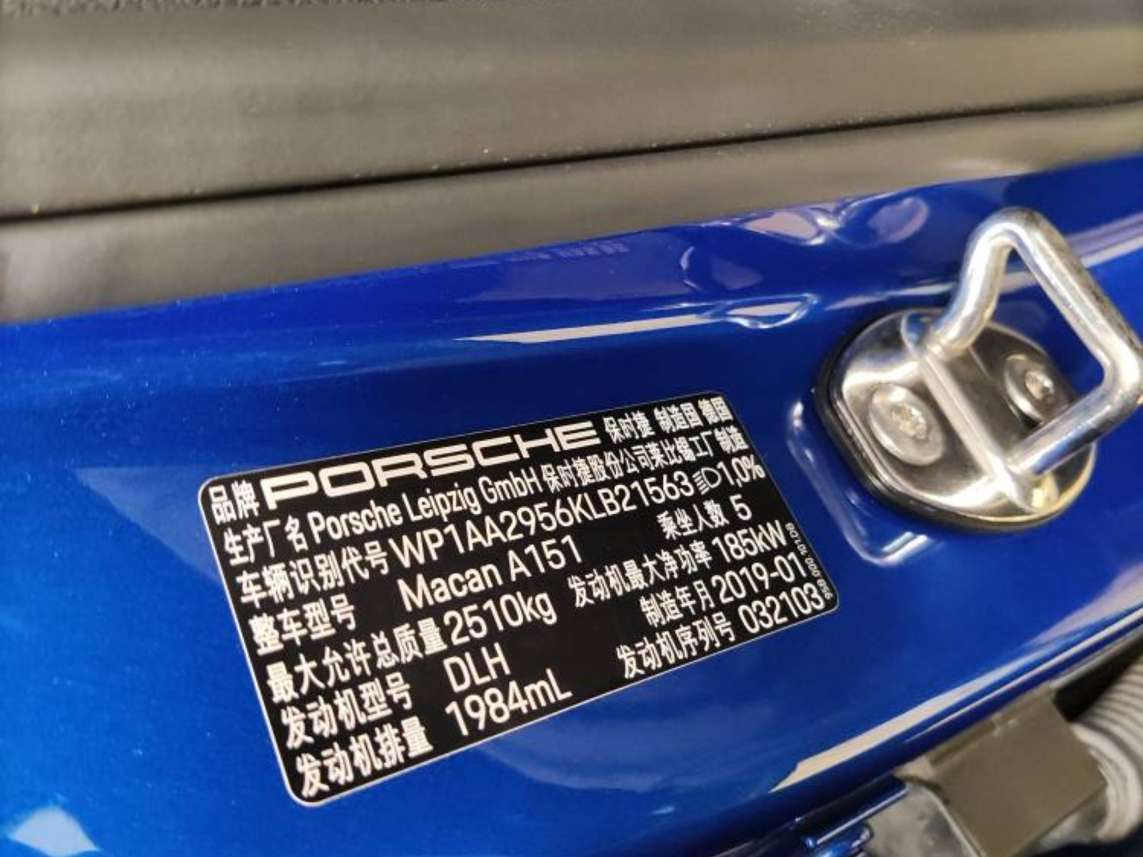 品牌 PORSCHE 保时捷 制造国 德国
生产厂名 Porsche Leipzig GmbH 保时捷股份公司莱比锡工厂制造
车辆识别代号 WP1AA2956KLB21563 1,0%
整车型号 Macan A151 乘坐人数 5
最大允许总质量 2510kg 发动机最大净功率 185kW
发动机型号 DLH 制造年月 2019-01
发动机排量 1984mL 发动机序列号 032103
958.000.101.DB